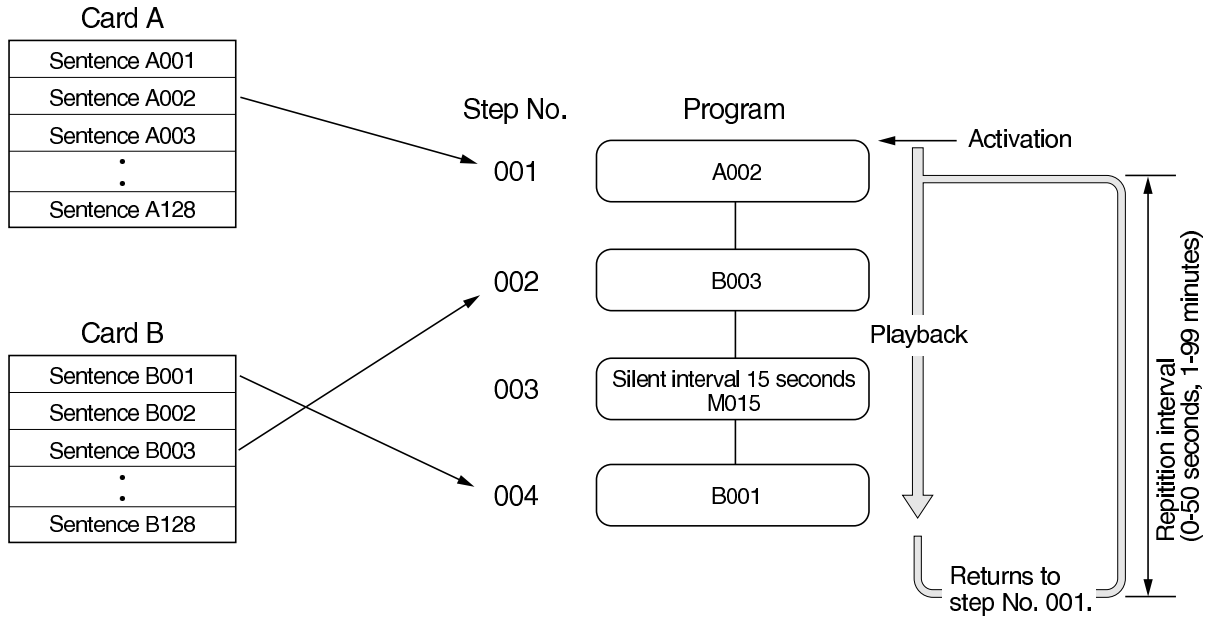 Card A
Sentence A001
Sentence A002
Sentence A003
Sentence A128
Card B
Sentence B001
Sentence B002
Sentence B003
Sentence B128
Step No.
001
002
003
004
Program
A002
B003
Silent interval 15 seconds
M015
B001
Activation
Playback
Returns to
step No. 001.
Repitition interval
(0-50 seconds, 1-99 minutes)